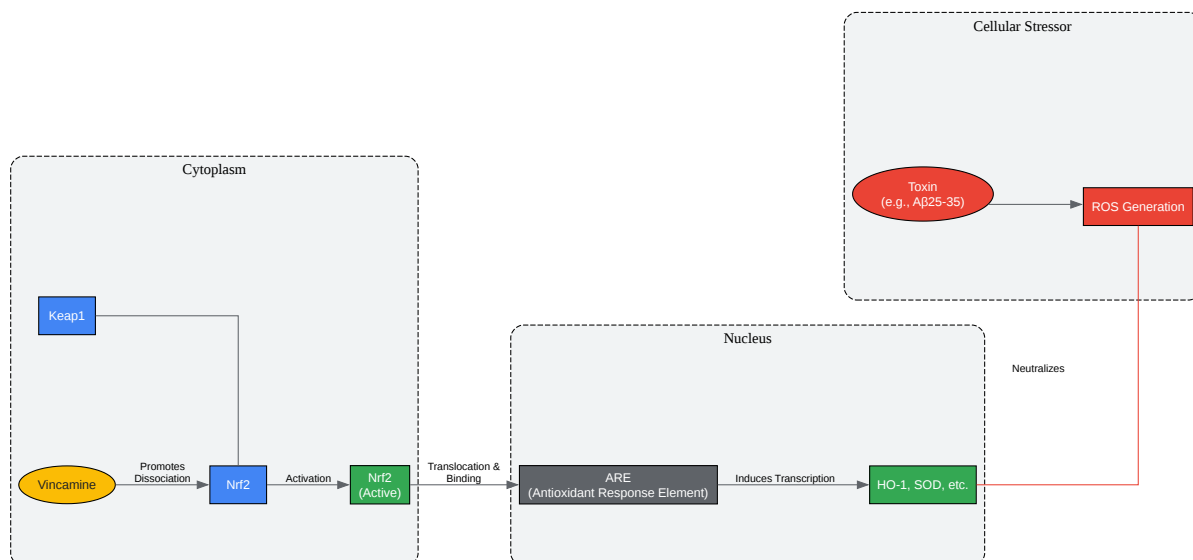 Cellular Stressor
Toxin
(e.g., Aβ25-35)
ROS Generation
Cytoplasm
Keap1
Vincamine
Promotes
Dissociation
Nrf2
Activation
Nrf2
(Active)
Translocation &
Binding
Nucleus
ARE
(Antioxidant Response Element)
Induces Transcription
HO-1, SOD, etc.
Neutralizes